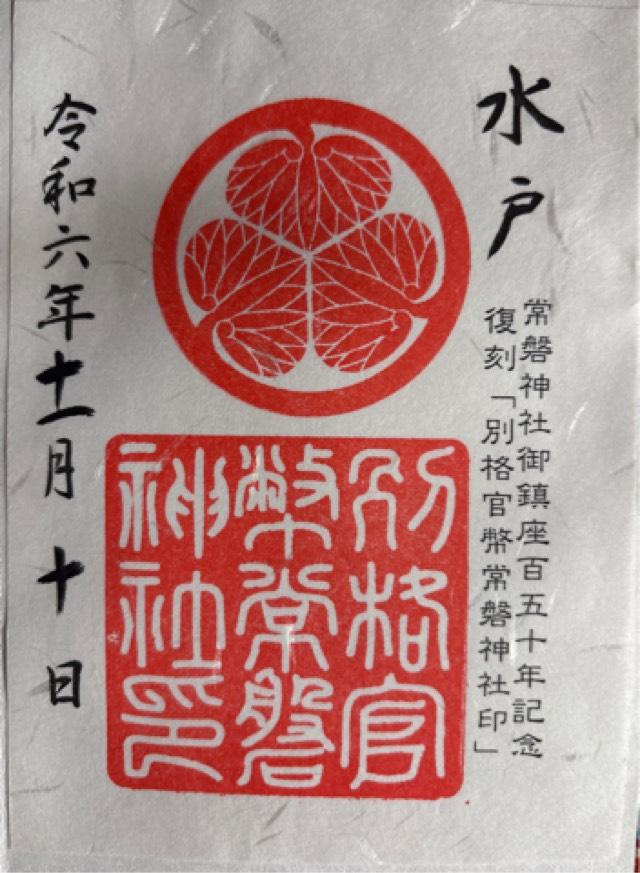 水戸
常磐神社御鎮座百五十年記念
復刻「別格官幣常磐神社印」
別格官
幣常磐
神社印
令和六年十一月十日